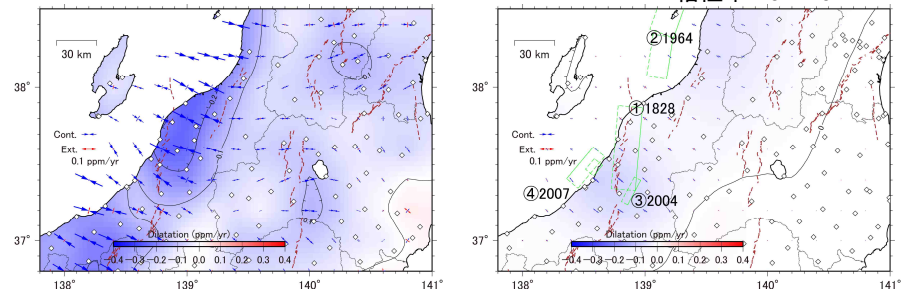 30 km
38°
37°
Cont.
Ext.
0.1 ppm/yr
0.2
Dilatation (ppm/yr)
−0.4 −0.3 −0.2 −0.1 0.0 0.1 0.2 0.3 0.4
138° 139° 140° 141°
②1964
30 km
38°
①1828
Cont.
Ext.
0.1 ppm/yr
④2007
③2004
37°
Dilatation (ppm/yr)
−0.4 −0.3 −0.2 −0.1 0.0 0.1 0.2 0.3 0.4
138° 139° 140° 141°